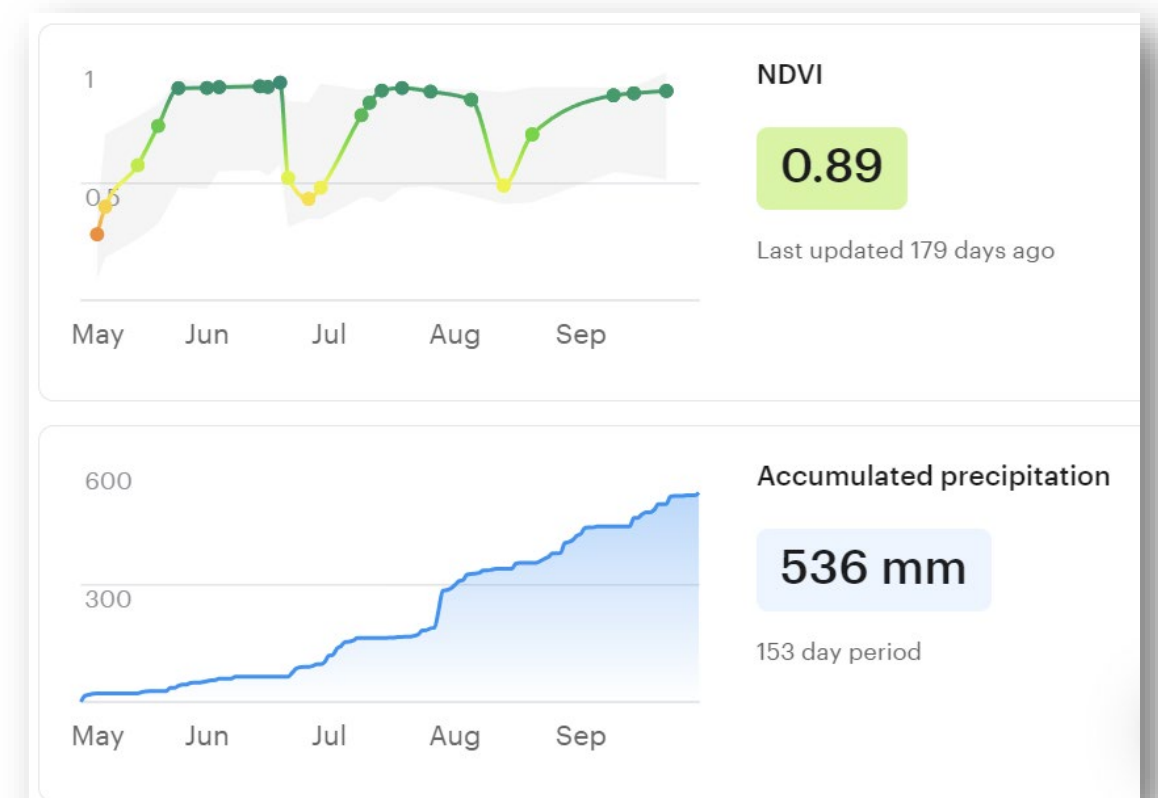 NDVI
1
0.5
0.89
Last updated 179 days ago
May Jun Jul Aug Sep
Accumulated precipitation
600
300
536 mm
153 day period
May Jun Jul Aug Sep